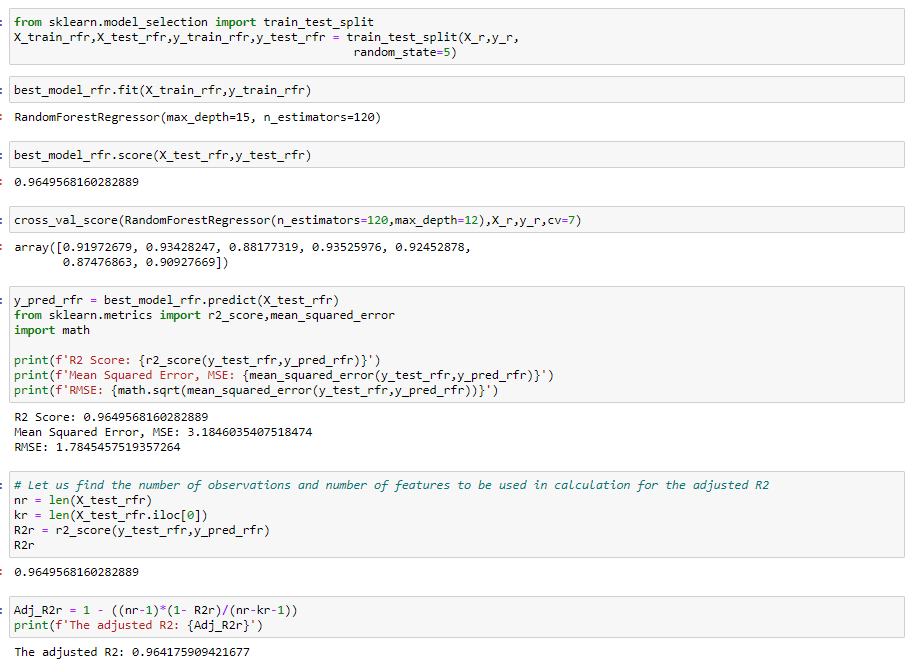 from sklearn.model_selection import train_test_split
X_train_rfr,X_test_rfr,y_train_rfr,y_test_rfr = train_test_split(X_r,y_r,
random_state=5)
best_model_rfr.fit(X_train_rfr,y_train_rfr)
RandomForestRegressor(max_depth=15, n_estimators=120)
best_model_rfr.score(X_test_rfr,y_test_rfr)
0.9649568160282889
cross_val_score(RandomForestRegressor(n_estimators=120,max_depth=12),X_r,y_r,cv=7)
array([0.91972679, 0.93428247, 0.88177319, 0.93525976, 0.92452878,
0.87476863, 0.90927669])
y_pred_rfr = best_model_rfr.predict(X_test_rfr)
from sklearn.metrics import r2_score,mean_squared_error
import math
print(f'R2 Score: {r2_score(y_test_rfr,y_pred_rfr)}')
print(f'Mean Squared Error, MSE: {mean_squared_error(y_test_rfr,y_pred_rfr)}')
print(f'RMSE: {math.sqrt(mean_squared_error(y_test_rfr,y_pred_rfr))}')
R2 Score: 0.9649568160282889
Mean Squared Error, MSE: 3.1846035407518474
RMSE: 1.7845457519357264
# Let us find the number of observations and number of features to be used in calculation for the adjusted R2
nr = len(X_test_rfr)
kr = len(X_test_rfr.iloc[0])
R2r = r2_score(y_test_rfr,y_pred_rfr)
R2r
0.9649568160282889
Adj_R2r = 1 - ((nr-1)*(1- R2r)/(nr-kr-1))
print(f'The adjusted R2: {Adj_R2r}')
The adjusted R2: 0.964175909421677